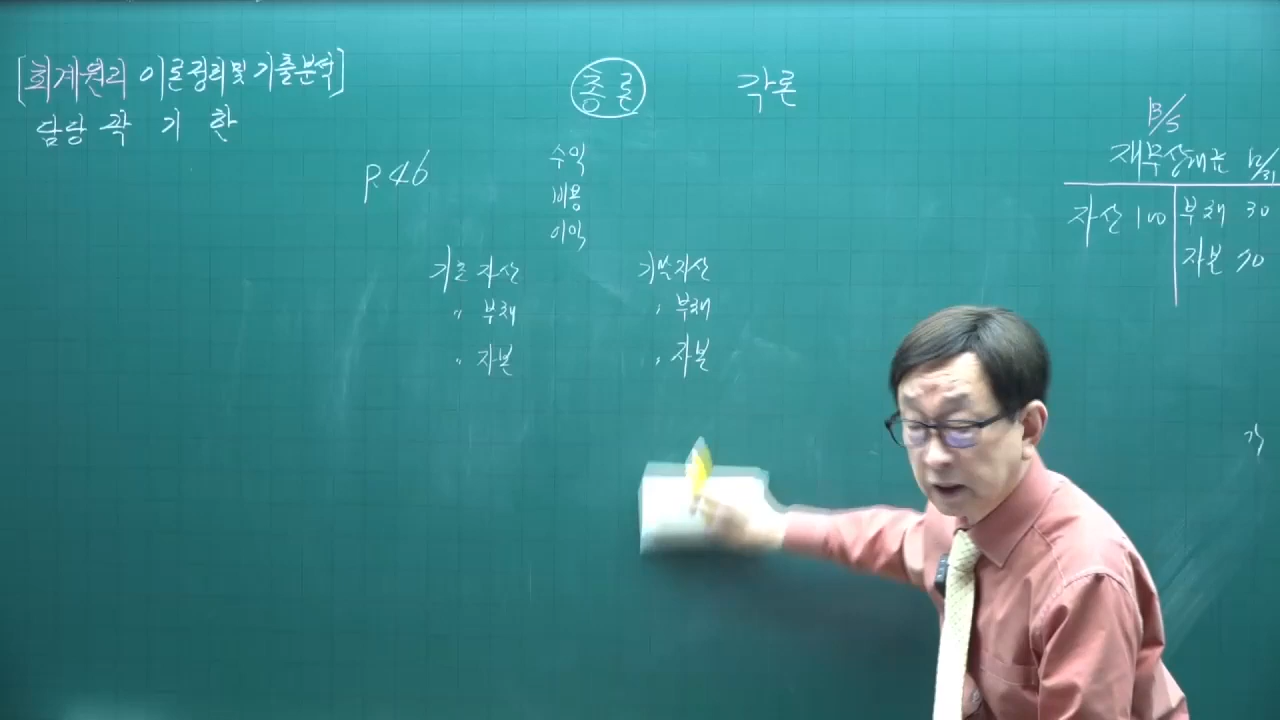 [회계원리 이론정리 및 기출분석]
담당 곽 기 한
총론 각론
P.46
수익
비용
이익
기초 자산 기말 자산
〃 부채 〃 부채
〃 자본 〃 자본
B/S
재무상태표 12/31
자산 100 부채 30
자본 70